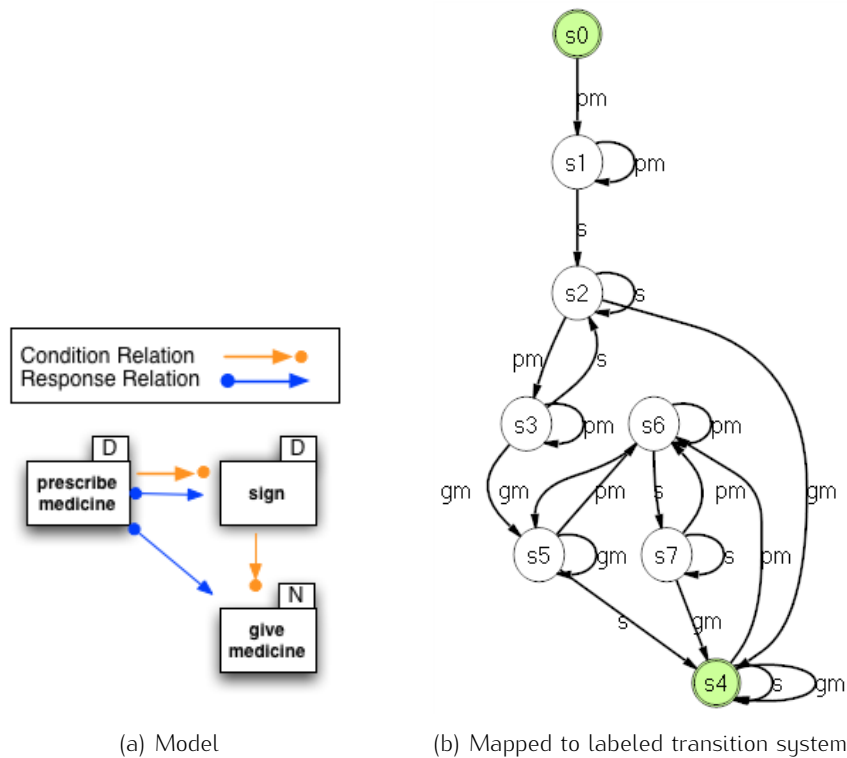 Condition Relation
Response Relation
D
prescribe
medicine
D
sign
N
give
medicine
(a) Model
s0
pm
s1
pm
s
s2
s
pm
s
s3
pm
s6
pm
gm
gm
pm
s
pm
gm
s5
gm
s7
s
pm
s
gm
s4
s
gm
(b) Mapped to labeled transition system